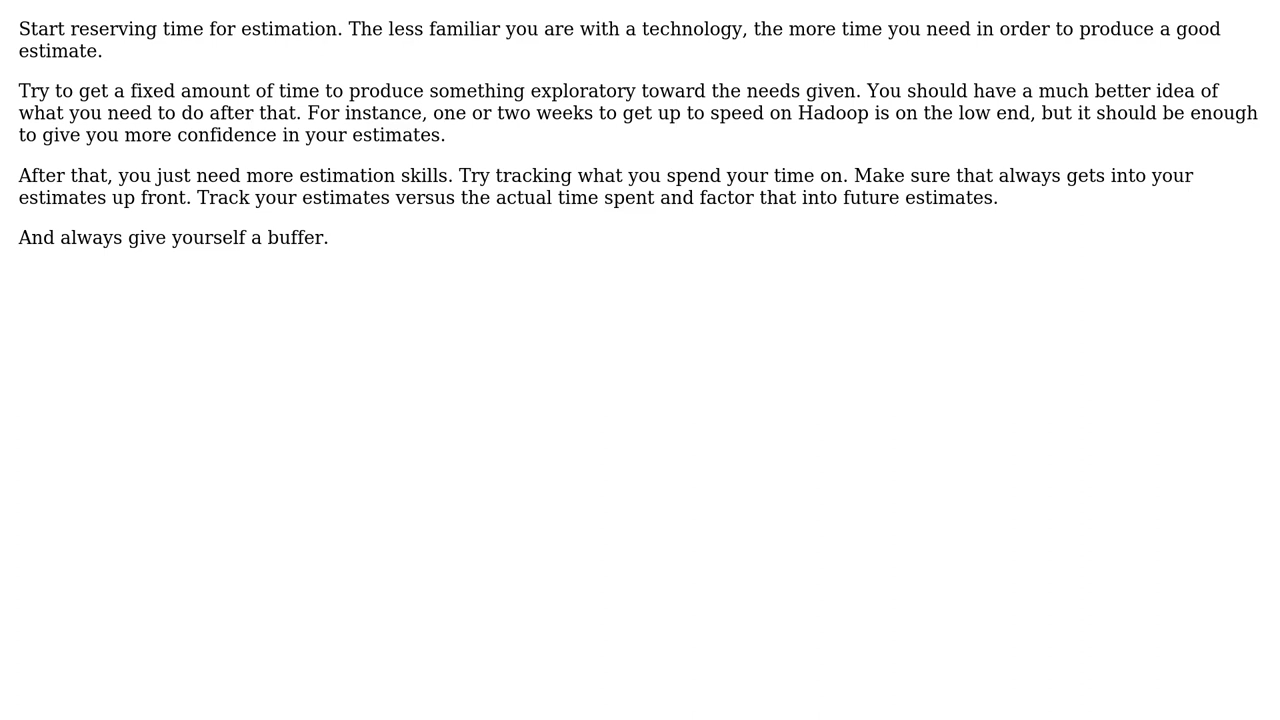 Start reserving time for estimation. The less familiar you are with a technology, the more time you need in order to produce a good
estimate.
Try to get a fixed amount of time to produce something exploratory toward the needs given. You should have a much better idea of
what you need to do after that. For instance, one or two weeks to get up to speed on Hadoop is on the low end, but it should be enough
to give you more confidence in your estimates.
After that, you just need more estimation skills. Try tracking what you spend your time on. Make sure that always gets into your
estimates up front. Track your estimates versus the actual time spent and factor that into future estimates.
And always give yourself a buffer.